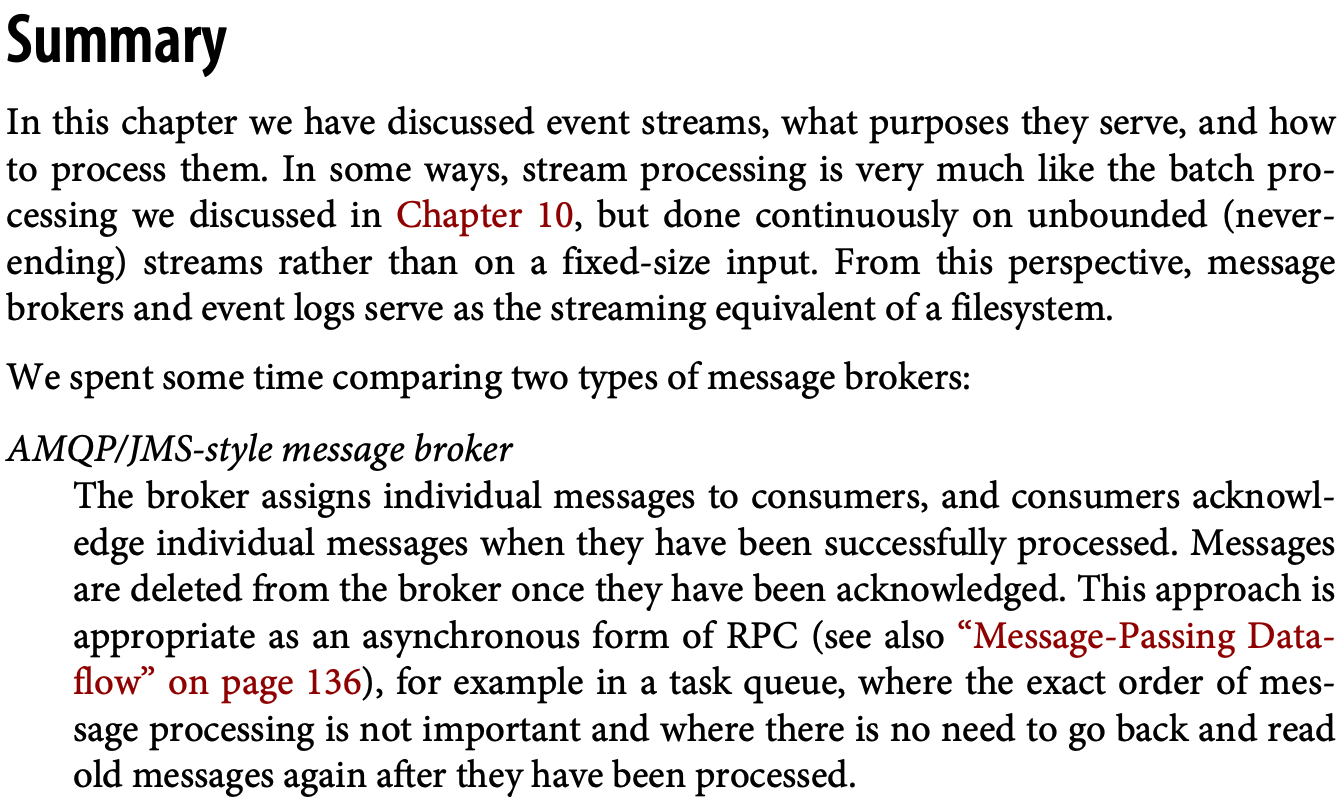 Summary
In this chapter we have discussed event streams, what purposes they serve, and how
to process them. In some ways, stream processing is very much like the batch pro-
cessing we discussed in Chapter 10, but done continuously on unbounded (never-
ending) streams rather than on a fixed-size input. From this perspective, message
brokers and event logs serve as the streaming equivalent of a filesystem.
We spent some time comparing two types of message brokers:
AMQP/JMS-style message broker
The broker assigns individual messages to consumers, and consumers acknowl-
edge individual messages when they have been successfully processed. Messages
are deleted from the broker once they have been acknowledged. This approach is
appropriate as an asynchronous form of RPC (see also “Message-Passing Data-
flow” on page 136), for example in a task queue, where the exact order of mes-
sage processing is not important and where there is no need to go back and read
old messages again after they have been processed.